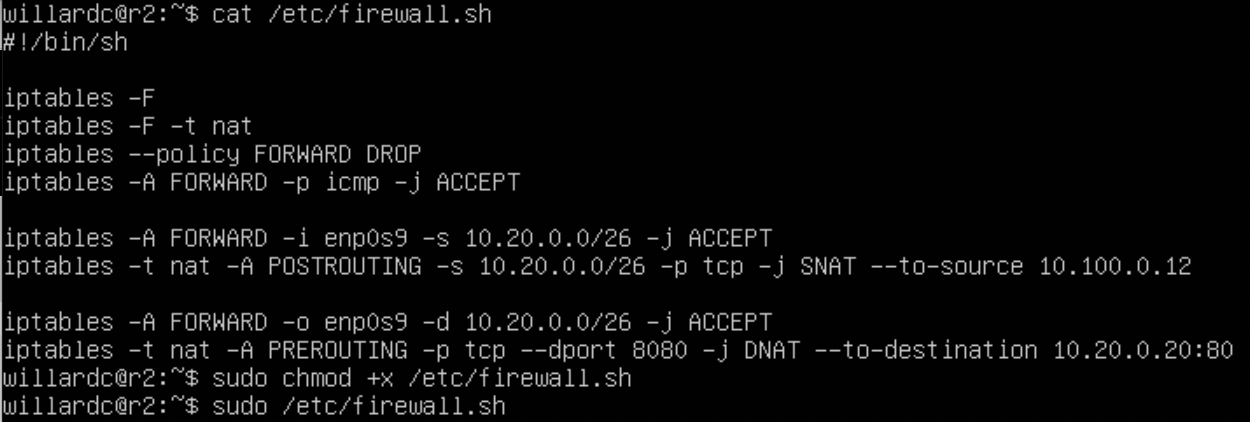 willardc@r2:~$ cat /etc/firewall.sh
#!/bin/sh
iptables -F
iptables -F -t nat
iptables --policy FORWARD DROP
iptables -A FORWARD -p icmp -j ACCEPT
iptables -A FORWARD -i enp0s9 -s 10.20.0.0/26 -j ACCEPT
iptables -t nat -A POSTROUTING -s 10.20.0.0/26 -p tcp -j SNAT --to-source 10.100.0.12
iptables -A FORWARD -o enp0s9 -d 10.20.0.0/26 -j ACCEPT
iptables -t nat -A PREROUTING -p tcp --dport 8080 -j DNAT --to-destination 10.20.0.20:80
willardc@r2:~$ sudo chmod +x /etc/firewall.sh
willardc@r2:~$ sudo /etc/firewall.sh